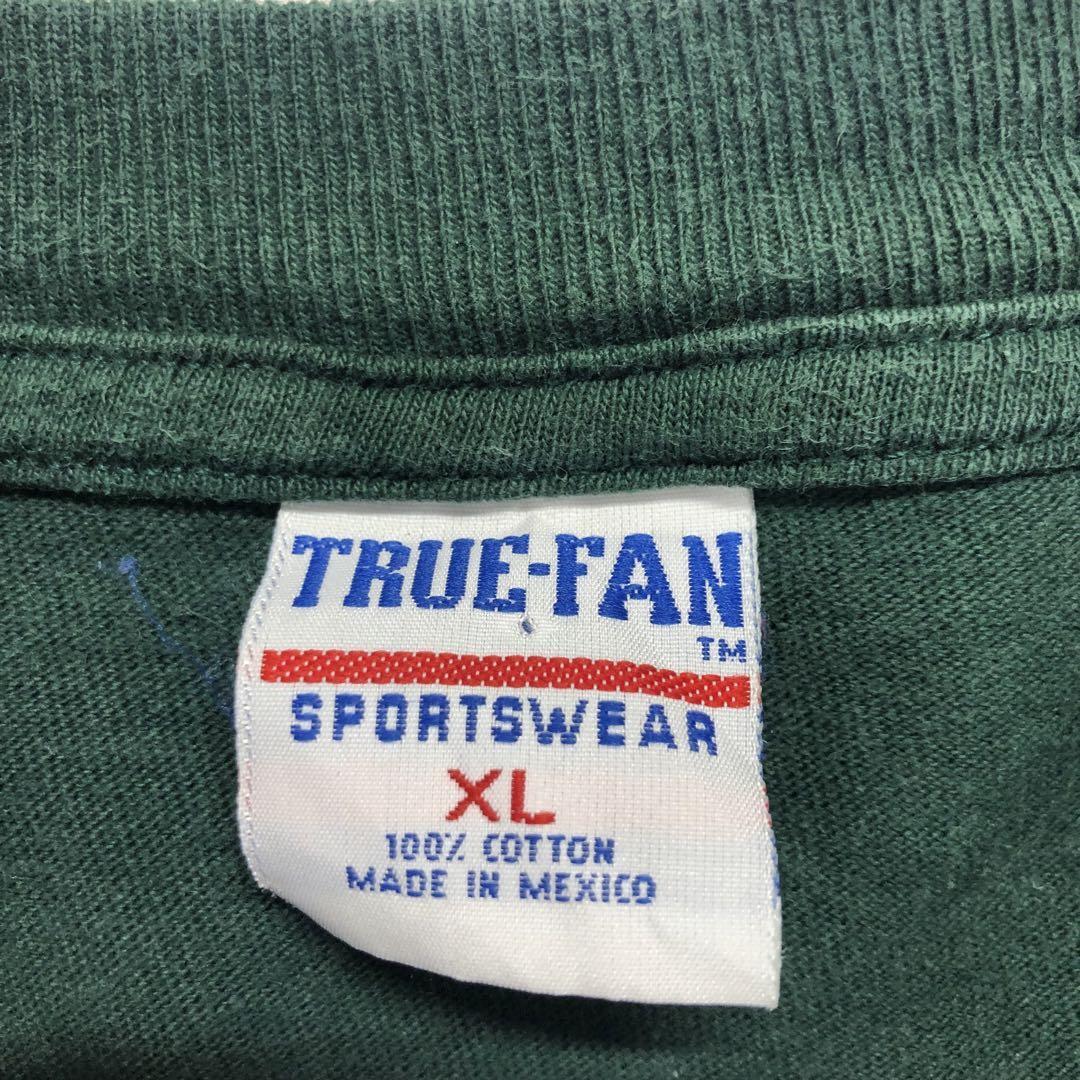 TRUE-FAN
TM
SPORTSWEAR
XL
100% COTTON
MADE IN MEXICO